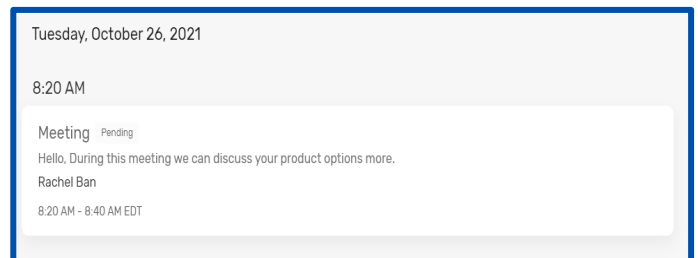 Tuesday, October 26, 2021
8:20 AM
Meeting Pending
Hello, During this meeting we can discuss your product options more.
Rachel Ban
8:20 AM - 8:40 AM EDT